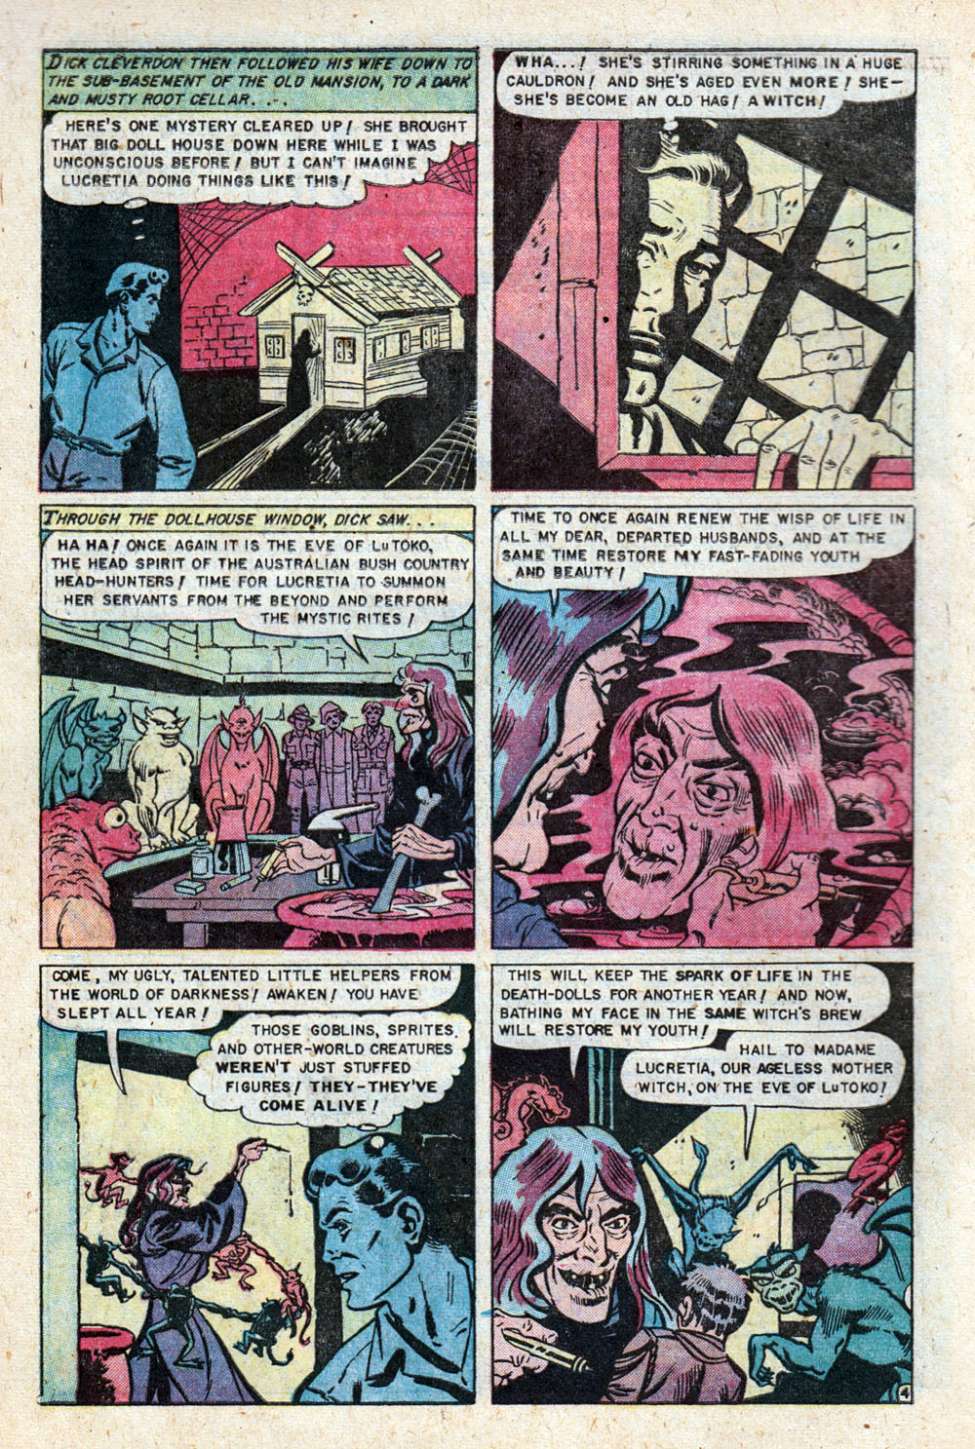 DICK CLEVERDON THEN FOLLOWED HIS WIFE DOWN TO
THE SUB-BASEMENT OF THE OLD MANSION, TO A DARK
AND MUSTY ROOT CELLAR. . . .
HERE'S ONE MYSTERY CLEARED UP! SHE BROUGHT
THAT BIG DOLL HOUSE DOWN HERE WHILE I WAS
UNCONSCIOUS BEFORE! BUT I CAN'T IMAGINE
LUCRETIA DOING THINGS LIKE THIS!
WHA...! SHE'S STIRRING SOMETHING IN A HUGE
CAULDRON! AND SHE'S AGED EVEN MORE! SHE—
SHE'S BECOME AN OLD HAG! A WITCH!
THROUGH THE DOLLHOUSE WINDOW, DICK SAW. . .
HA HA! ONCE AGAIN IT IS THE EVE OF LuTOKO,
THE HEAD SPIRIT OF THE AUSTRALIAN BUSH COUNTRY
HEAD-HUNTERS! TIME FOR LUCRETIA TO SUMMON
HER SERVANTS FROM THE BEYOND AND PERFORM
THE MYSTIC RITES!
TIME TO ONCE AGAIN RENEW THE WISP OF LIFE IN
ALL MY DEAR, DEPARTED HUSBANDS, AND AT THE
SAME TIME RESTORE MY FAST-FADING YOUTH
AND BEAUTY!
COME, MY UGLY, TALENTED LITTLE HELPERS FROM
THE WORLD OF DARKNESS! AWAKEN! YOU HAVE
SLEPT ALL YEAR!
THOSE GOBLINS, SPRITES,
AND OTHER-WORLD CREATURES
WEREN'T JUST STUFFED
FIGURES! THEY—THEY'VE
COME ALIVE!
THIS WILL KEEP THE SPARK OF LIFE IN THE
DEATH-DOLLS FOR ANOTHER YEAR! AND NOW,
BATHING MY FACE IN THE SAME WITCH'S BREW
WILL RESTORE MY YOUTH!
HAIL TO MADAME
LUCRETIA, OUR AGELESS MOTHER
WITCH, ON THE EVE OF LuTOKO!
4